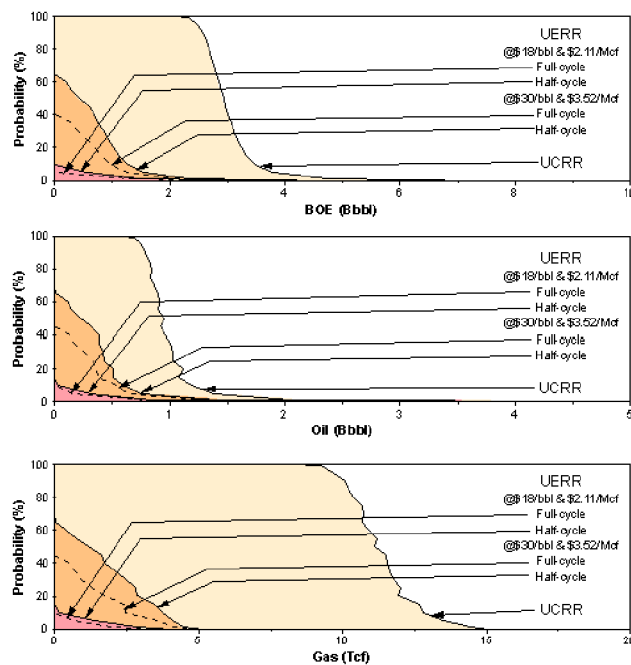 100
80
60
40
20
0
Probability (%)
UERR
@$18/bbl & $2.11/Mcf
Full-cycle
Half-cycle
@$30/bbl & $3.52/Mcf
Full-cycle
Half-cycle
UCRR
0 1 2 4 6 8 10
BOE (Bbbl)
100
80
60
40
20
0
Probability (%)
UERR
@$18/bbl & $2.11/Mcf
Full-cycle
Half-cycle
@$30/bbl & $3.52/Mcf
Full-cycle
Half-cycle
UCRR
0 1 1 2 3 4 5
Oil (Bbbl)
100
80
60
40
20
0
Probability (%)
UERR
@$18/bbl & $2.11/Mcf
Full-cycle
Half-cycle
@$30/bbl & $3.52/Mcf
Full-cycle
Half-cycle
UCRR
0 5 10 15 20
Gas (Tcf)